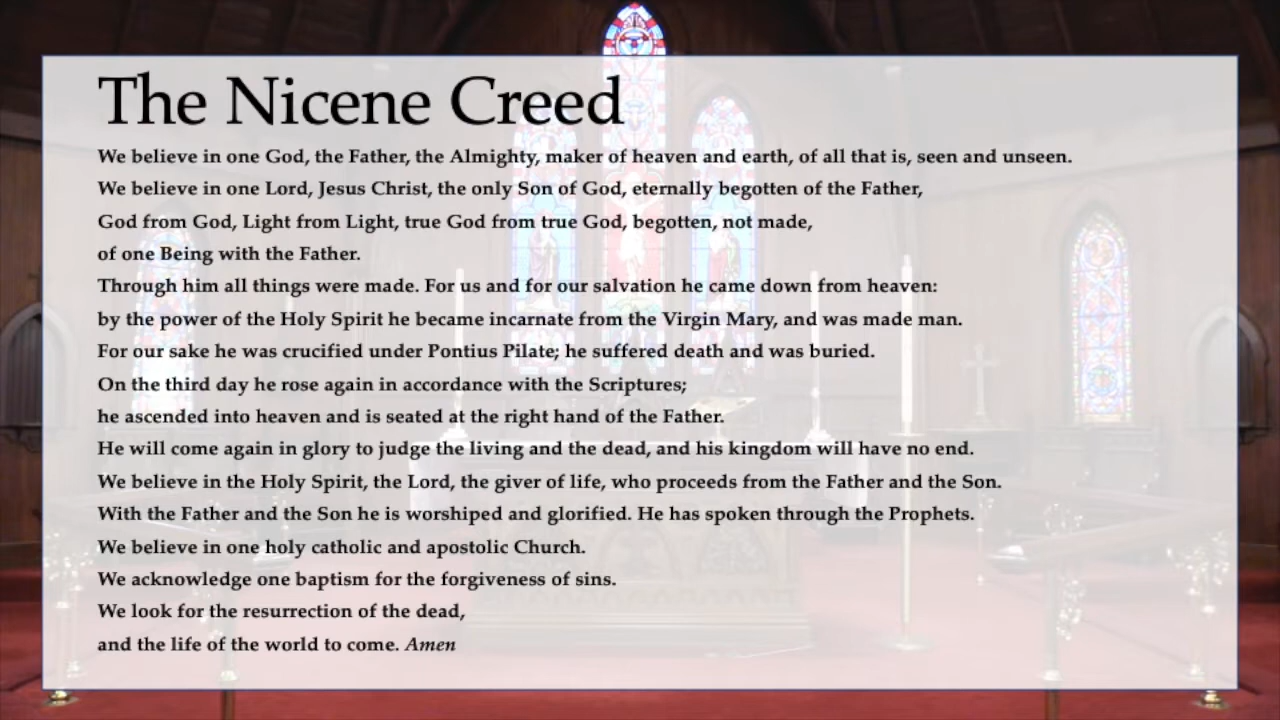 The Nicene Creed
We believe in one God, the Father, the Almighty, maker of heaven and earth, of all that is, seen and unseen.
We believe in one Lord, Jesus Christ, the only Son of God, eternally begotten of the Father,
God from God, Light from Light, true God from true God, begotten, not made,
of one Being with the Father.
Through him all things were made. For us and for our salvation he came down from heaven:
by the power of the Holy Spirit he became incarnate from the Virgin Mary, and was made man.
For our sake he was crucified under Pontius Pilate; he suffered death and was buried.
On the third day he rose again in accordance with the Scriptures;
he ascended into heaven and is seated at the right hand of the Father.
He will come again in glory to judge the living and the dead, and his kingdom will have no end.
We believe in the Holy Spirit, the Lord, the giver of life, who proceeds from the Father and the Son.
With the Father and the Son he is worshiped and glorified. He has spoken through the Prophets.
We believe in one holy catholic and apostolic Church.
We acknowledge one baptism for the forgiveness of sins.
We look for the resurrection of the dead,
and the life of the world to come. Amen